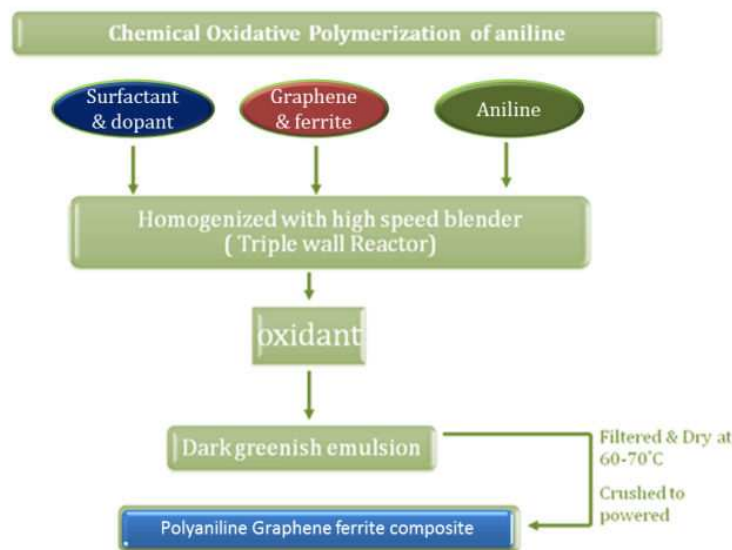 Chemical Oxidative Polymerization of aniline
Surfactant
& dopant
Graphene
& ferrite
Aniline
Homogenized with high speed blender
( Triple wall Reactor)
oxidant
Dark greenish emulsion
Filtered & Dry at
60-70°C
Crushed to
powered
Polyaniline Graphene ferrite composite